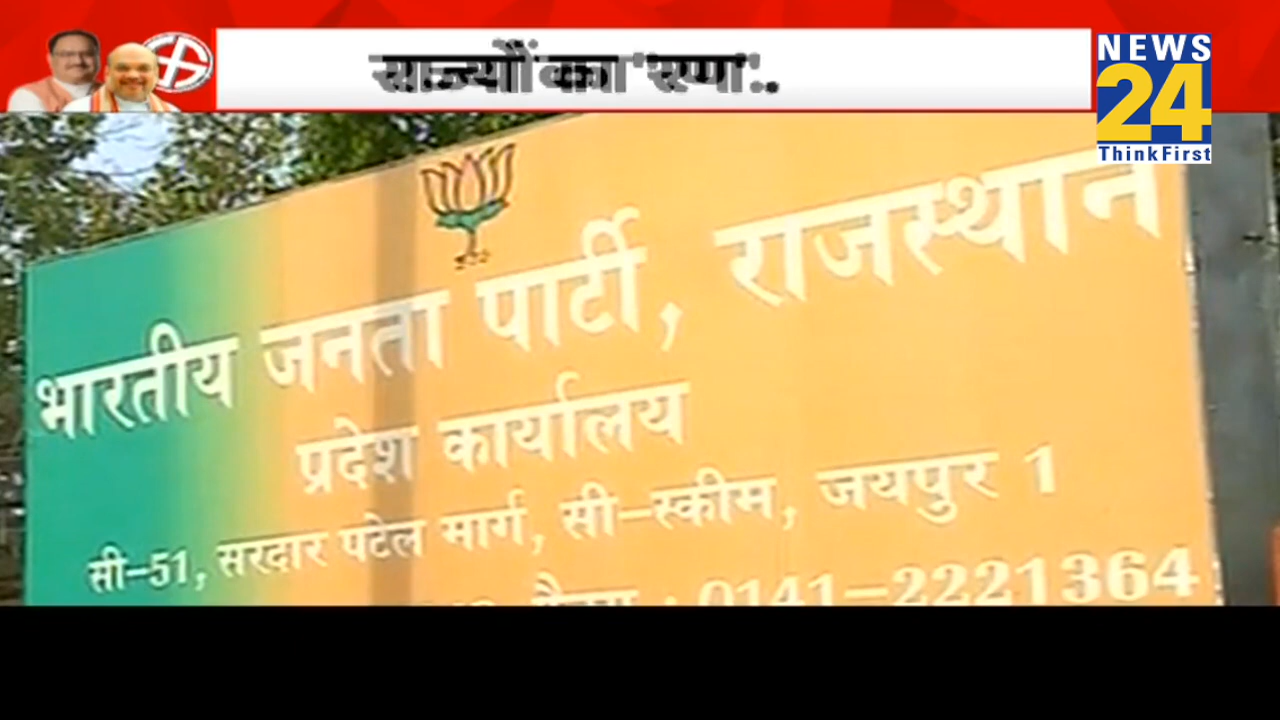 राज्यों का 'रण'..
NEWS
24
ThinkFirst
भारतीय जनता पार्टी, राजस्थान
प्रदेश कार्यालय
सी-51, सरदार पटेल मार्ग, सी-स्कीम, जयपुर 1
: 0141-2221364